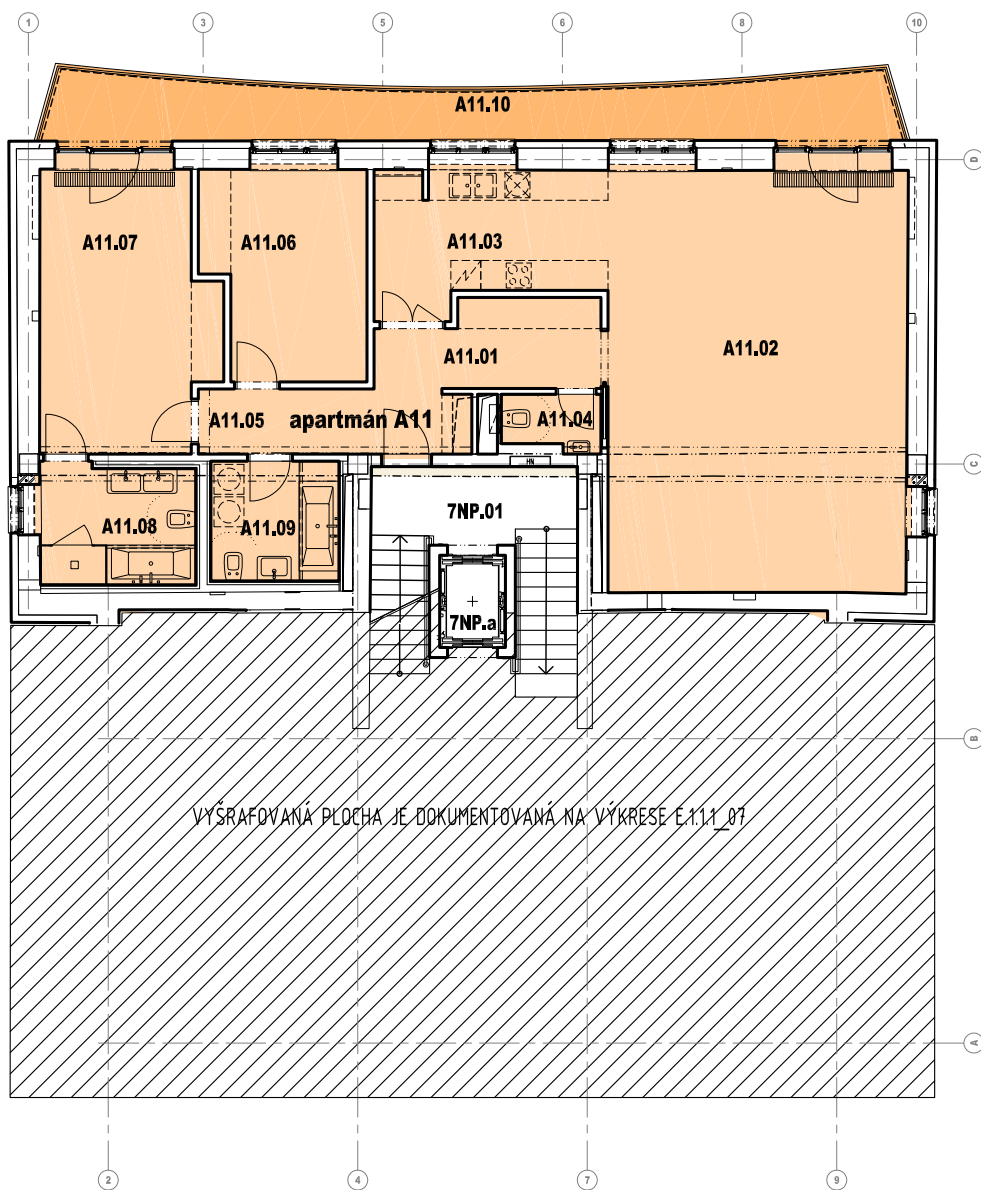 1 3 5 6 8 10
A11.10
D
A11.07 A11.06 A11.03
A11.01 A11.02
A11.05 apartmán A11 A11.04
HN
C
A11.08 A11.09 7NP.01
7NP.a
B
VYŠRAFOVANÁ PLOCHA JE DOKUMENTOVANÁ NA VÝKRESE E.1.1.1_07
A
2 4 7 9